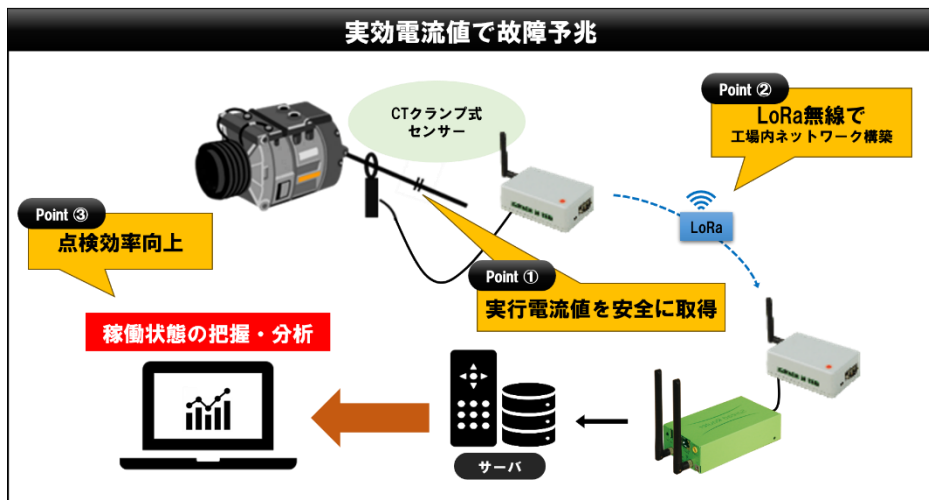 実効電流値で故障予兆
CTクランプ式
センサー
Point ②
LoRa無線で
工場内ネットワーク構築
LoRa
Point ③
点検効率向上
Point ①
実行電流値を安全に取得
稼働状態の把握・分析
サーバ